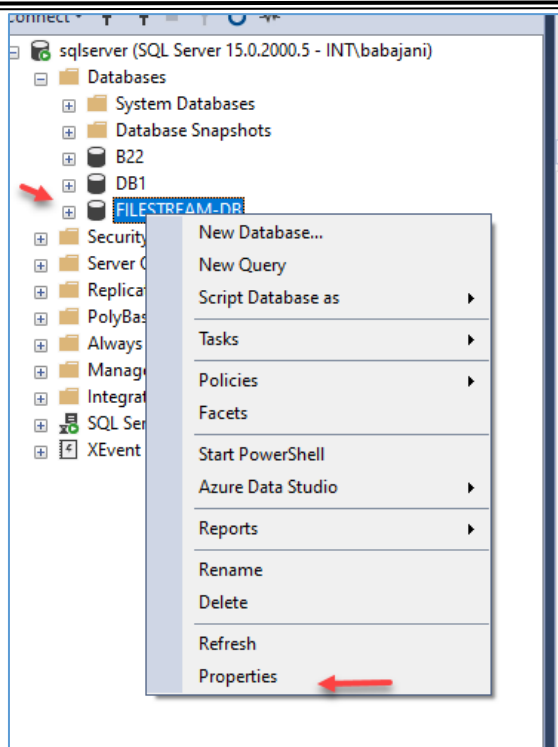 Connect
sqlserver (SQL Server 15.0.2000.5 - INT\babajani)
Databases
System Databases
Database Snapshots
B22
DB1
FILESTREAM-DB
Security
Server
Replica
PolyBas
Always
Manage
Integrat
SQL Ser
XEvent
New Database...
New Query
Script Database as
Tasks
Policies
Facets
Start PowerShell
Azure Data Studio
Reports
Rename
Delete
Refresh
Properties